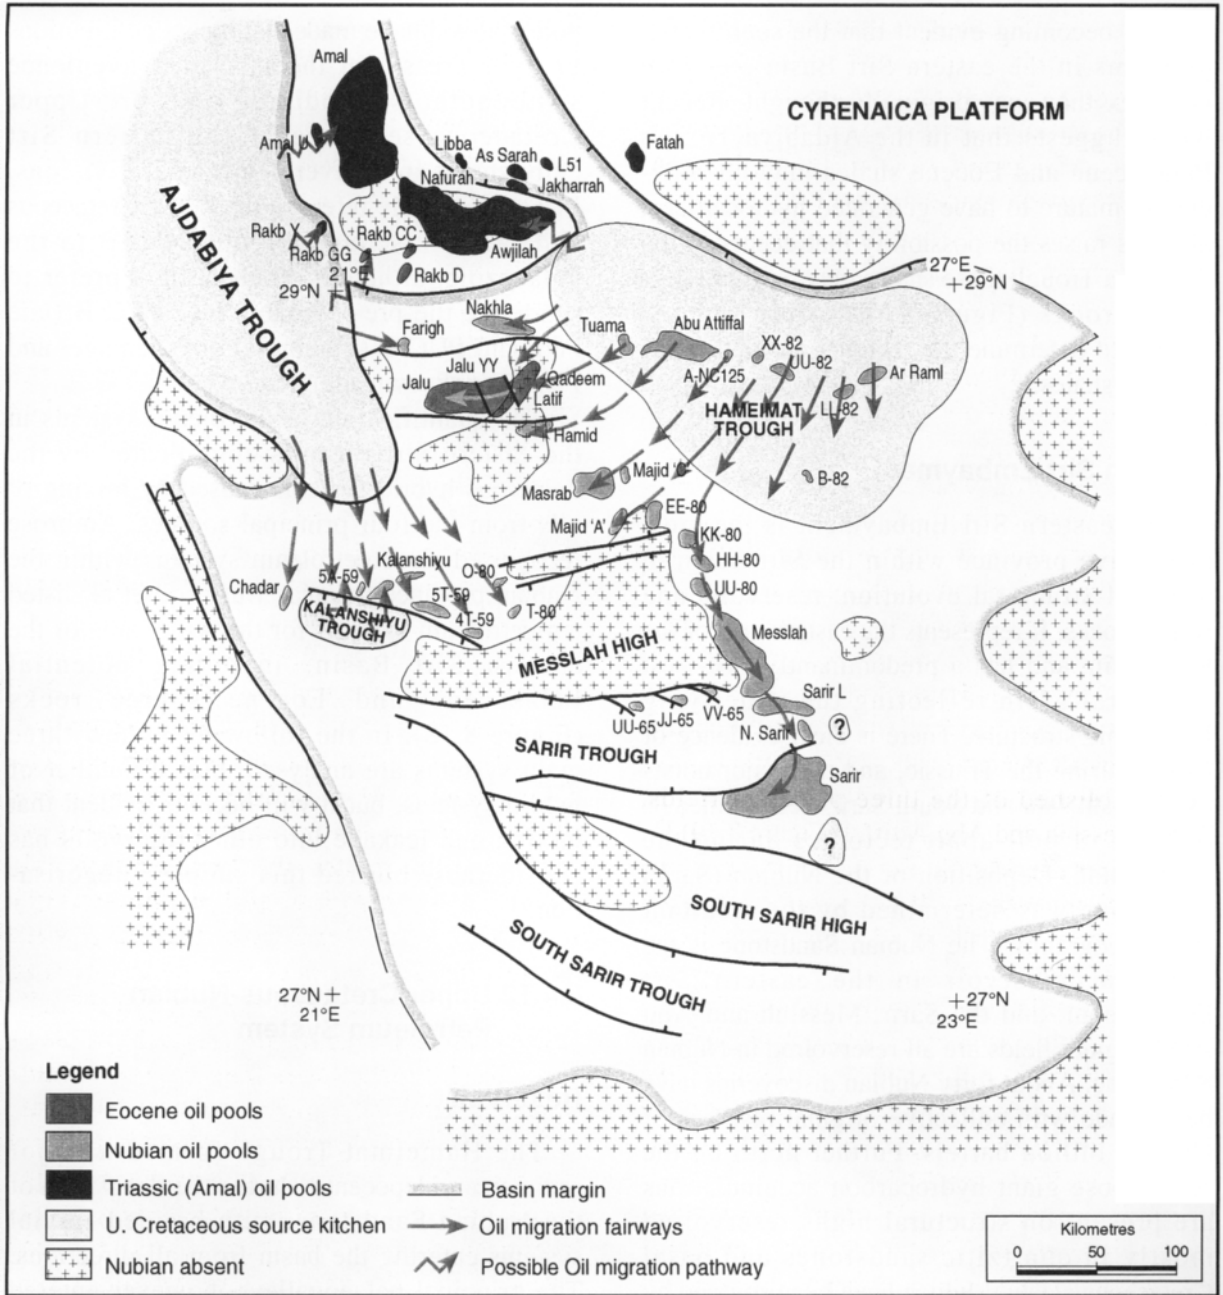 Amal
CYRENAICA PLATFORM
Amal U
Libba
As Sarah
L51
Fatah
Nafurah
Jakharrah
AJDABIYA TROUGH
Rakb X
Rakb CC
Awjilah
Rakb GG
21°E
Rakb D
29°N
27°E
29°N
Nakhla
Farigh
Tuama
Abu Attiffal
XX-82
UU-82
Ar Raml
Jalu YY
Jalu
Qadeem
Latif
A-NC125
LL-82
HAMEIMAT
TROUGH
Hamid
Majid 'C'
B-82
Masrab
EE-80
Majid 'A'
KK-80
HH-80
Kalanshiyu
O-80
UU-80
Chadar
5A-59
5T-59
T-80
KALANSHIYU
TROUGH
4T-59
Messlah
MESSLAH HIGH
Sarir L
VV-65
JJ-65
UU-65
N. Sarir
?
SARIR TROUGH
Sarir
?
SOUTH SARIR HIGH
SOUTH SARIR TROUGH
27°N
21°E
27°N
23°E
Legend
Eocene oil pools
Nubian oil pools
Triassic (Amal) oil pools
U. Cretaceous source kitchen
Nubian absent
Basin margin
Oil migration fairways
Possible Oil migration pathway
Kilometres
0 50 100